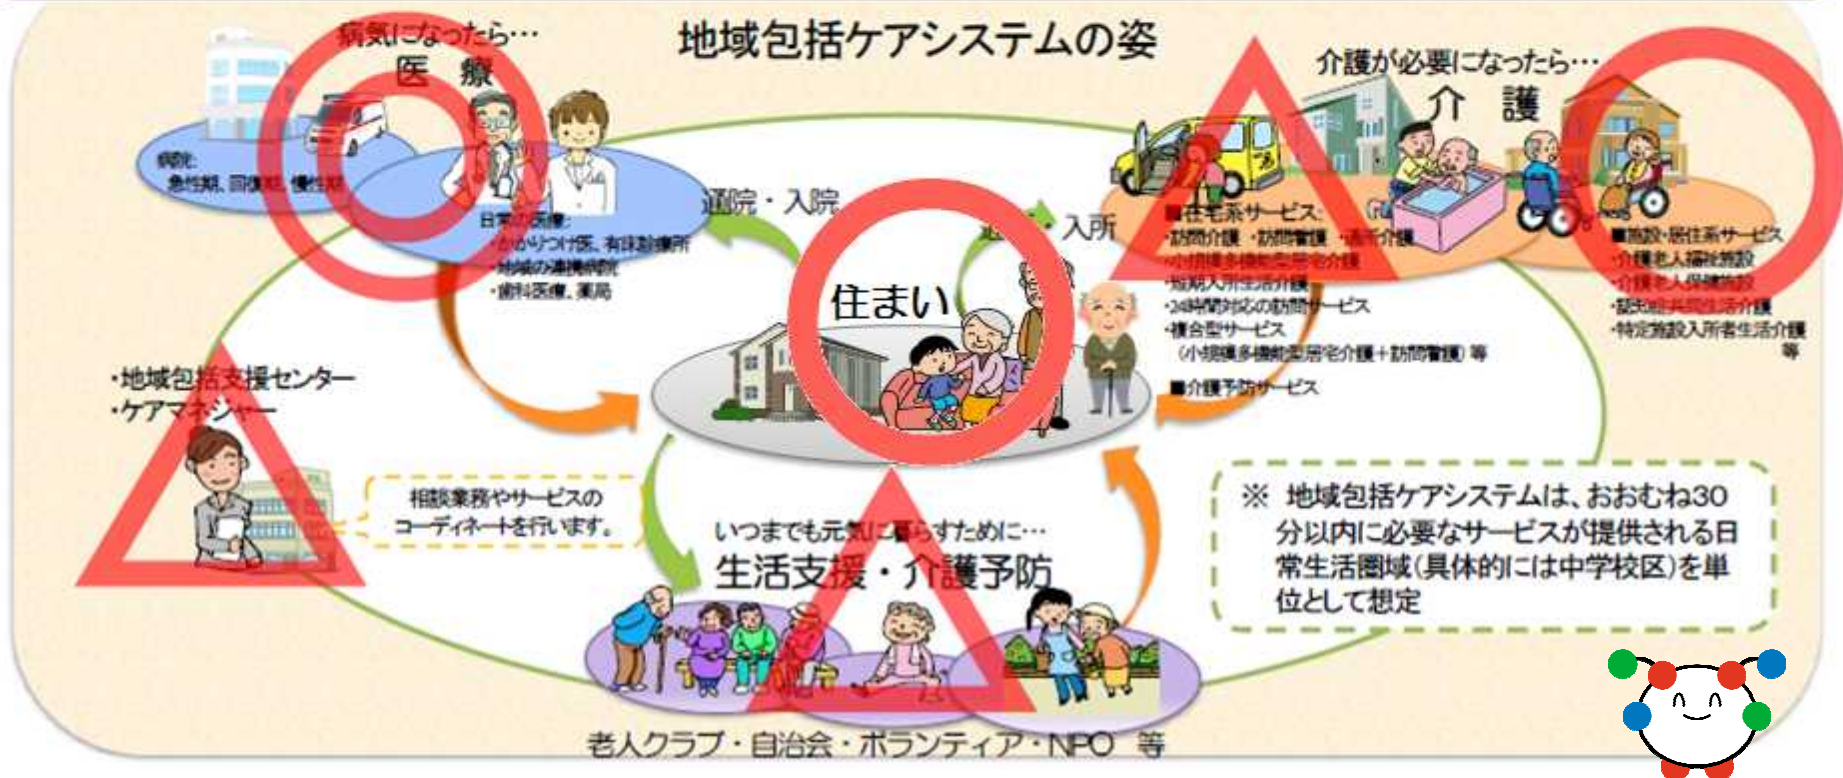 地域包括ケアシステムの姿
病気になったら…
医 療
病院:
急性期、回復期、慢性期
日常の医療:
・かかりつけ医、有床診療所
・地域の連携病院
・歯科医療、薬局
通院・入院
住まい
・入所
介護が必要になったら…
介 護
■在宅系サービス:
・訪問介護 ・訪問看護 ・通所介護
・小規模多機能型居宅介護
・短期入所生活介護
・24時間対応の訪問サービス
・複合型サービス
（小規模多機能型居宅介護+訪問看護）等
■介護予防サービス
■施設・居住系サービス
・介護老人福祉施設
・介護老人保健施設
・認知症共同生活介護
・特定施設入所者生活介護
等
・地域包括支援センター
・ケアマネジャー
相談業務やサービスの
コーディネートを行います。
いつまでも元気に暮らすために…
生活支援・介護予防
老人クラブ・自治会・ボランティア・NPO 等
※ 地域包括ケアシステムは、おおむね30
分以内に必要なサービスが提供される日
常生活圏域(具体的には中学校区)を単
位として想定